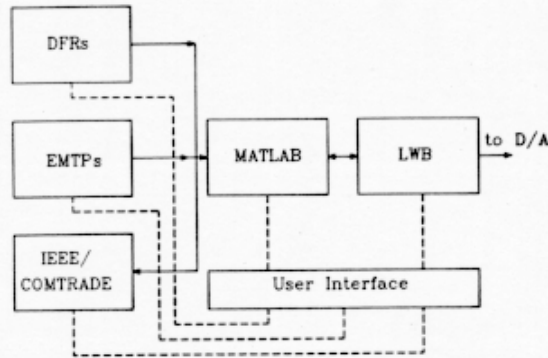 DFRs
EMTPs
MATLAB
LWB
to D/A
IEEE/
COMTRADE
User Interface